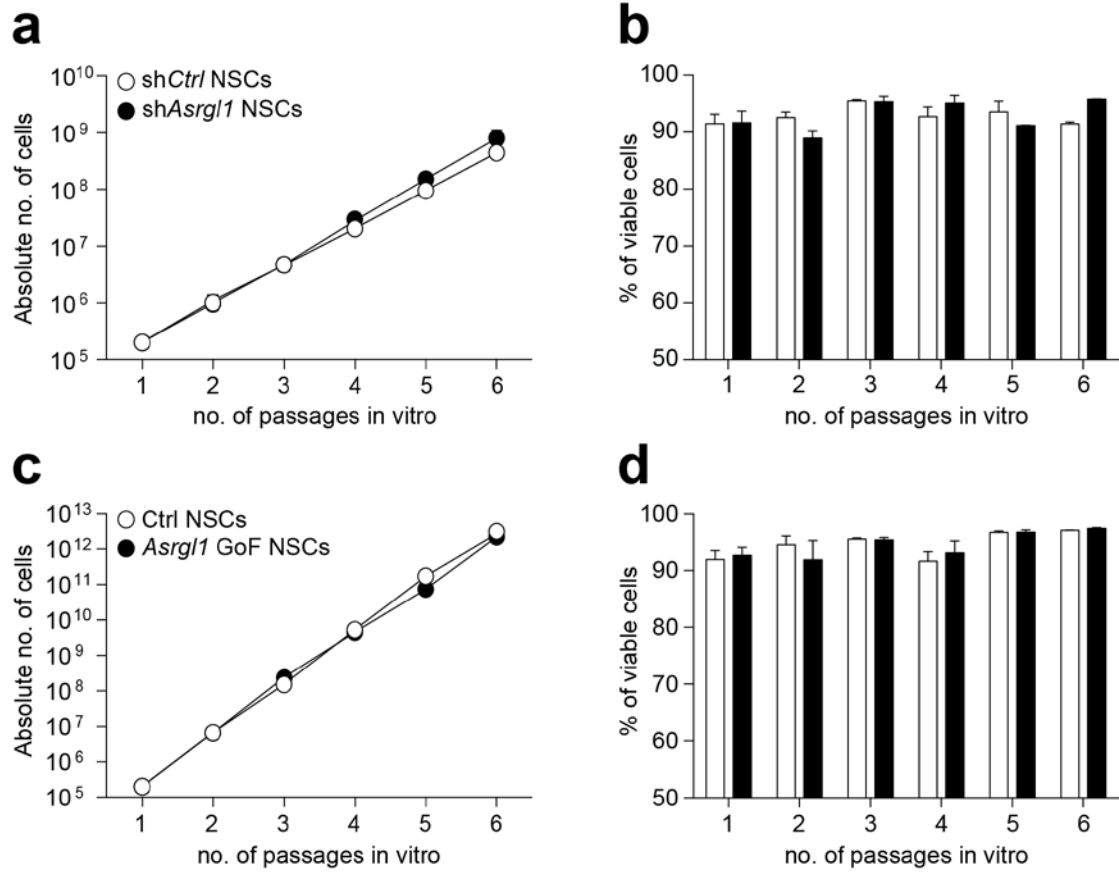 a
10^10
10^9
10^8
10^7
10^6
10^5
Absolute no. of cells
shCtrl NSCs
shAsrgl1 NSCs
1 2 3 4 5 6
no. of passages in vitro
b
100
90
80
70
60
50
% of viable cells
1 2 3 4 5 6
no. of passages in vitro
c
10^13
10^12
10^11
10^10
10^9
10^8
10^7
10^6
10^5
Absolute no. of cells
Ctrl NSCs
Asrgl1 GoF NSCs
1 2 3 4 5 6
no. of passages in vitro
d
100
90
80
70
60
50
% of viable cells
1 2 3 4 5 6
no. of passages in vitro